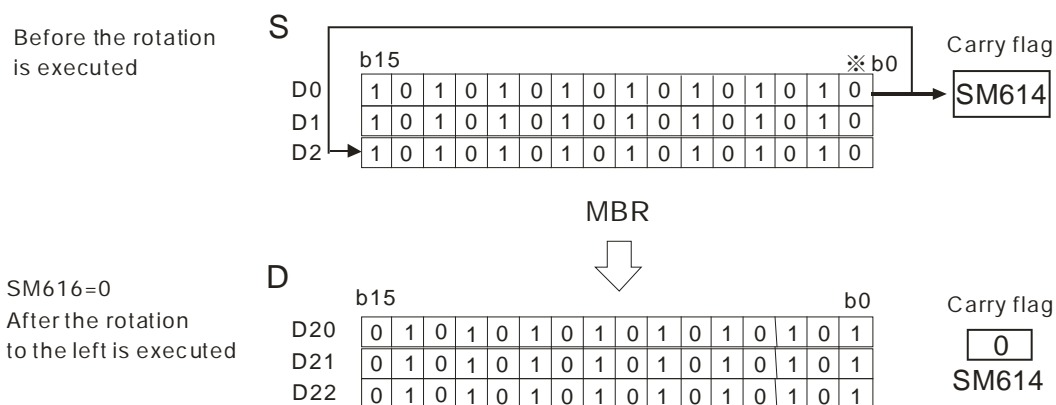 S
Before the rotation
is executed
Carry flag
b15 ※ b0
D0 1 0 1 0 1 0 1 0 1 0 1 0 1 0 1 0 SM614
D1 1 0 1 0 1 0 1 0 1 0 1 0 1 0 1 0
D2 1 0 1 0 1 0 1 0 1 0 1 0 1 0 1 0
MBR
D
SM616=0
After the rotation
to the left is executed
b15 b0
Carry flag
D20 0 1 0 1 0 1 0 1 0 1 0 1 0 1 0 1
0
D21 0 1 0 1 0 1 0 1 0 1 0 1 0 1 0 1
SM614
D22 0 1 0 1 0 1 0 1 0 1 0 1 0 1 0 1